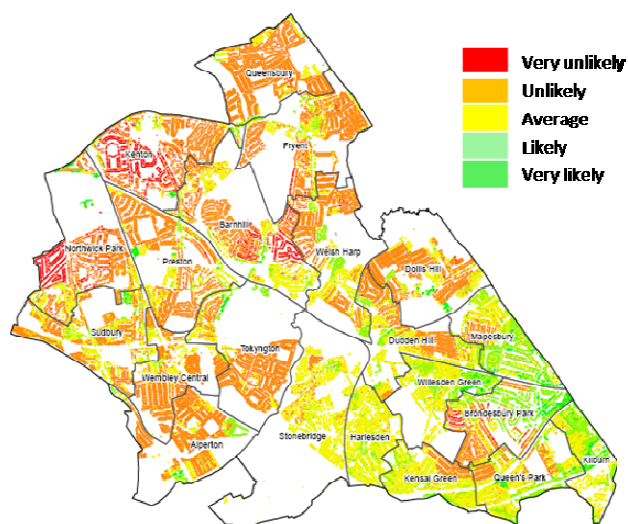 Very unlikely
Unlikely
Average
Likely
Very likely
Queensbury
Fryent
Kenton
Barnhill
Northwick Park
Preston
Welsh Harp
Dollis Hill
Sudbury
Tokyngton
Dudden Hill
Mapesbury
Wembley Central
Willesden Green
Brondesbury Park
Alperton
Stonebridge
Harlesden
Kilburn
Kensal Green
Queen's Park